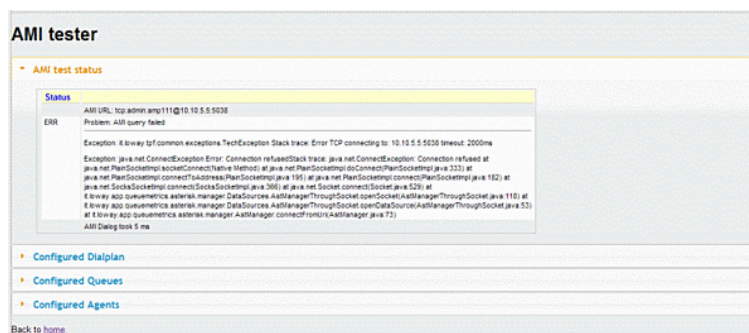 AMI tester
AMI test status
Status
AMI URL: tcp:admin.amp111@10.10.5.5:5038
ERR Problem: AMI query failed
Exception: it.loway.tpf.common.exceptions.TechException Stack trace: Error TCP connecting to: 10.10.5.5:5038 timeout: 2000ms
Exception: java.net.ConnectException Error: Connection refusedStack trace: java.net.ConnectException: Connection refused at
java.net.PlainSocketImpl.socketConnect(Native Method) at java.net.PlainSocketImpl.doConnect(PlainSocketImpl.java:333) at
java.net.PlainSocketImpl.connectToAddress(PlainSocketImpl.java:195) at java.net.PlainSocketImpl.connect(PlainSocketImpl.java:182) at
java.net.SocksSocketImpl.connect(SocksSocketImpl.java:366) at java.net.Socket.connect(Socket.java:529) at
it.loway.app.queuemetrics.asterisk.manager.DataSources.AstManagerThroughSocket.openSocket(AstManagerThroughSocket.java:118) at
it.loway.app.queuemetrics.asterisk.manager.DataSources.AstManagerThroughSocket.openDataSource(AstManagerThroughSocket.java:53)
at it.loway.app.queuemetrics.asterisk.manager.AstManager.connectFromUri(AstManager.java:73)
AMI Dialog took 5 ms
Configured Dialplan
Configured Queues
Configured Agents
Back to home.